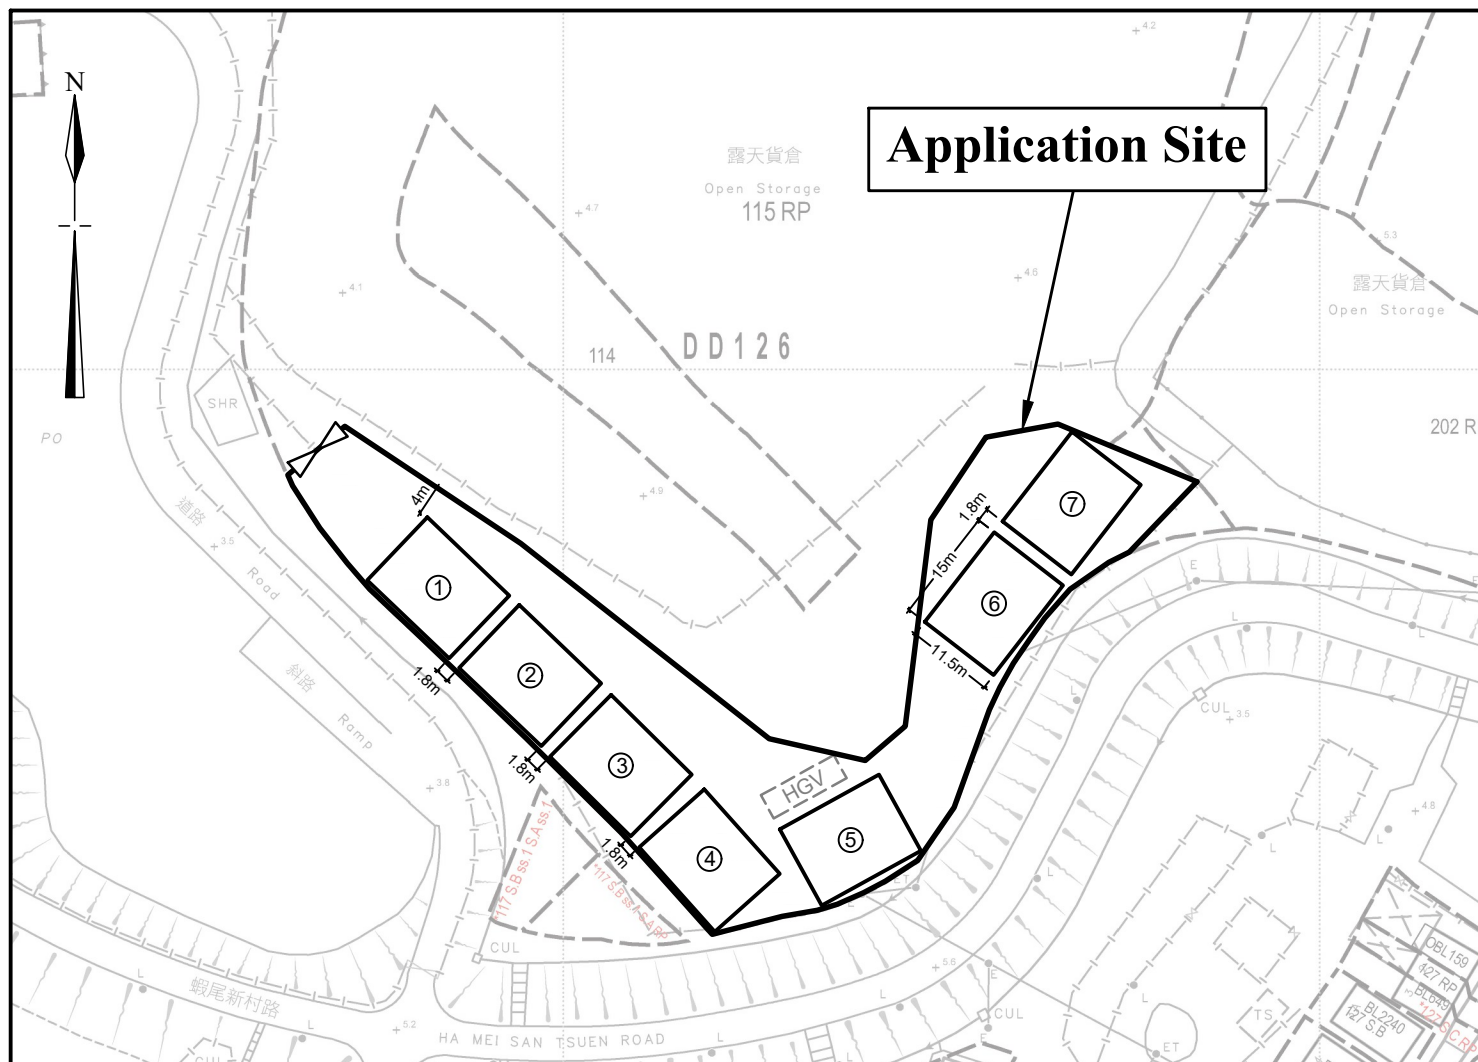 N
4.2
Application Site
露天貨倉
Open Storage
115 RP
4.7
5.3
4.6
露天貨倉
Open Storage
4.1
DD126
114
SHR
PO
202 R
4.9
4m
道路
3.5
Road
1.8m
⑦
15m
⑥
11.5m
E
L
①
②
1.8m
斜路
Ramp
③
1.8m
3.8
HGV
④
⑤
1.8m
*117 S.B ss.1 S.A ss.1
*117 S.B ss.1 S.A RP
L
CUL
3.5
4.8
L
L
L
ET
CUL
5.6
E
L
L
蝦尾新村路
L
5.2
HA MEI SAN TSUEN ROAD
L
CUL
L
CUL
TS
ET
OBL159
127 RP
BL649
BL2240
127 S.B
*127 S.C RP